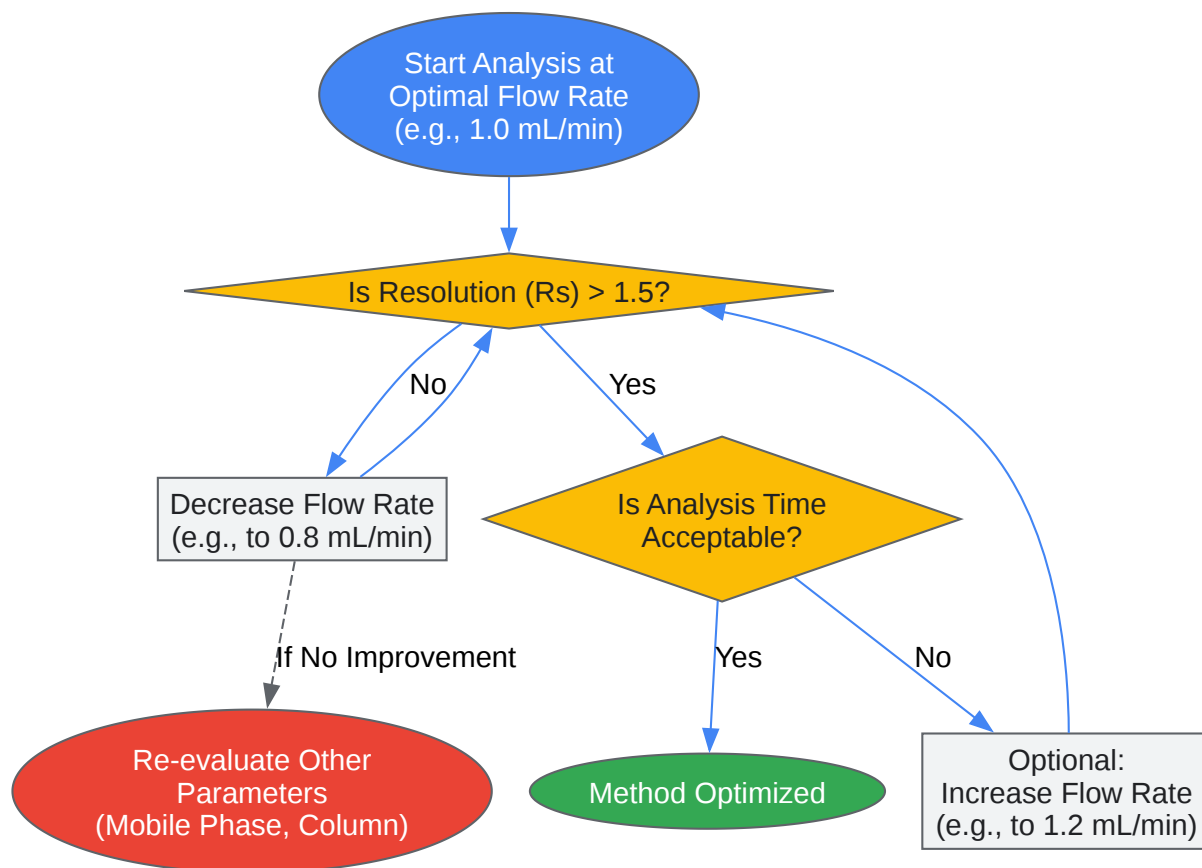 Start Analysis at
Optimal Flow Rate
(e.g., 1.0 mL/min)
Is Resolution (Rs) > 1.5?
No
Yes
Decrease Flow Rate
(e.g., to 0.8 mL/min)
Is Analysis Time
Acceptable?
If No Improvement
Yes
No
Re-evaluate Other
Parameters
(Mobile Phase, Column)
Method Optimized
Optional:
Increase Flow Rate
(e.g., to 1.2 mL/min)